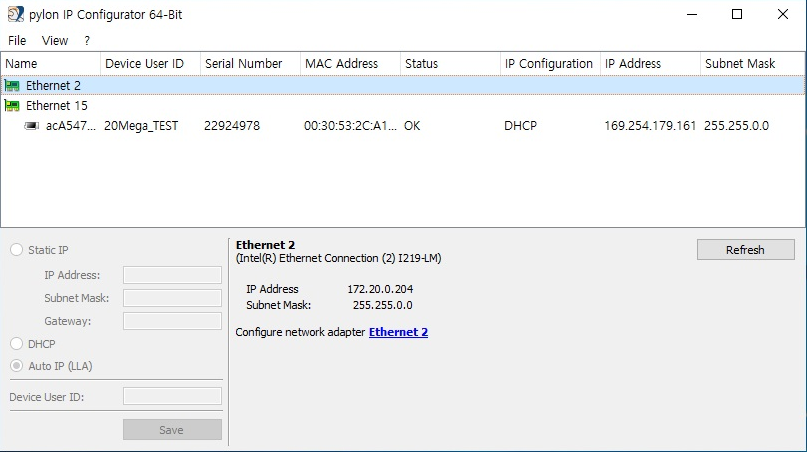 pylon IP Configurator 64-Bit
File View ?
Name Device User ID Serial Number MAC Address Status IP Configuration IP Address Subnet Mask
Ethernet 2
Ethernet 15
acA547... 20Mega_TEST 22924978 00:30:53:2C:A1... OK DHCP 169.254.179.161 255.255.0.0
Static IP
IP Address:
Subnet Mask:
Gateway:
DHCP
Auto IP (LLA)
Device User ID:
Save
Ethernet 2
(Intel(R) Ethernet Connection (2) I219-LM)
IP Address 172.20.0.204
Subnet Mask: 255.255.0.0
Configure network adapter Ethernet 2
Refresh